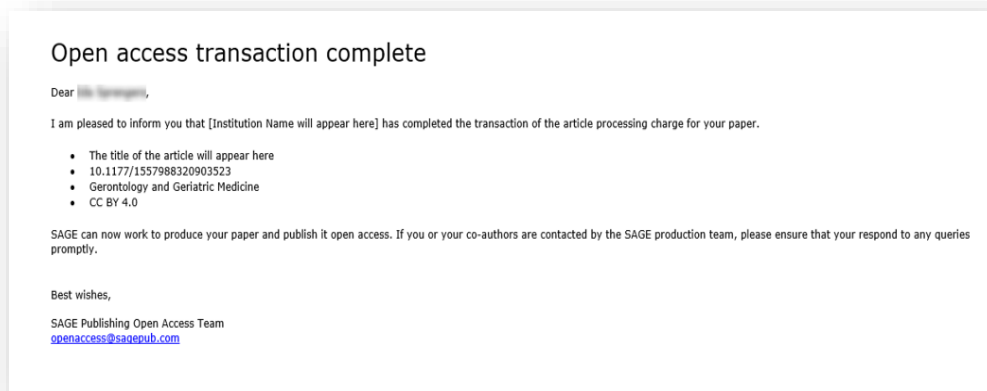 Open access transaction complete
Dear ,
I am pleased to inform you that [Institution Name will appear here] has completed the transaction of the article processing charge for your paper.
• The title of the article will appear here
• 10.1177/1557988320903523
• Gerontology and Geriatric Medicine
• CC BY 4.0
SAGE can now work to produce your paper and publish it open access. If you or your co-authors are contacted by the SAGE production team, please ensure that your respond to any queries
promptly.
Best wishes,
SAGE Publishing Open Access Team
openaccess@sagepub.com